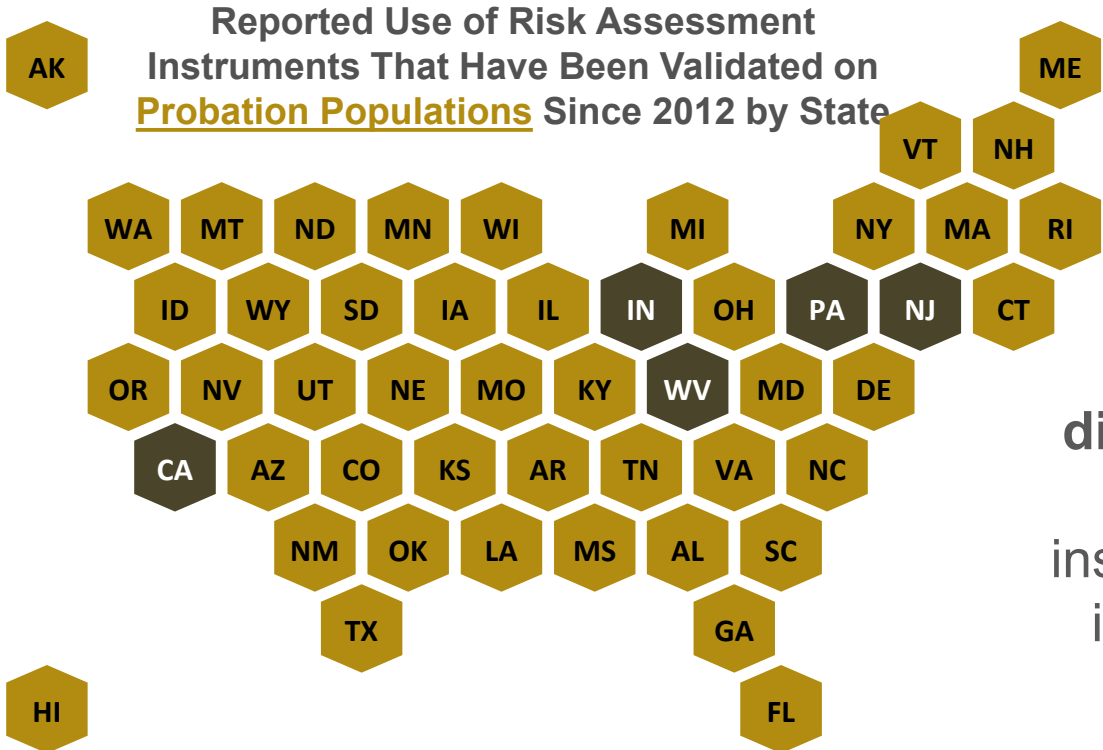 Reported Use of Risk Assessment
Instruments That Have Been Validated on
Probation Populations Since 2012 by State
AK
ME
VT NH
WA MT ND MN WI MI NY MA RI
ID WY SD IA IL IN OH PA NJ CT
OR NV UT NE MO KY WV MD DE
CA AZ CO KS AR TN VA NC
NM OK LA MS AL SC
TX GA
HI FL